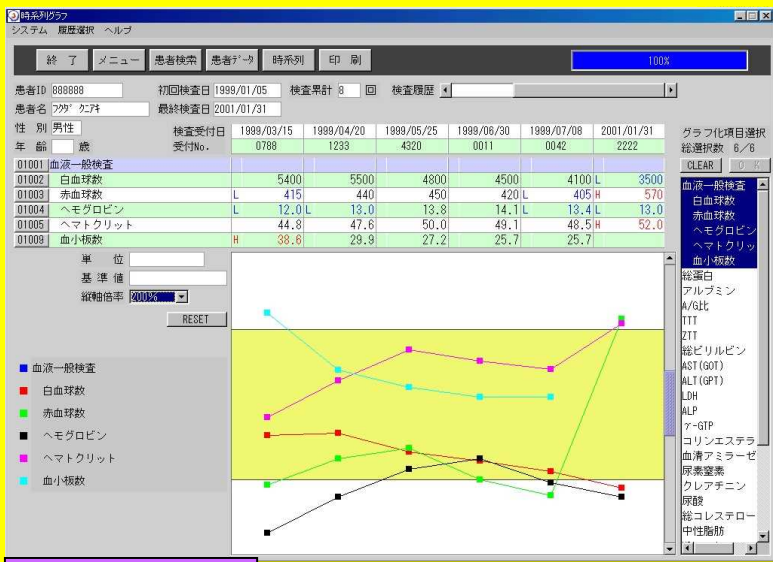 時系列グラフ
システム 履歴選択 ヘルプ
終 了 メニュー 患者検索 患者ﾃﾞｰﾀ 時系列 印 刷 100%
患者ID 888888 初回検査日 1999/01/05 検査累計 8 回 検査履歴
患者名 ﾌｸﾀﾞ ｸﾆｱｷ 最終検査日 2001/01/31
性 別 男性 検査受付日 1999/03/15 1999/04/20 1999/05/25 1999/06/30 1999/07/08 2001/01/31 グラフ化項目選択
年 齢 歳 受付No. 0788 1233 4320 0011 0042 2222 総選択数 6/6
CLEAR O K
01001 血液一般検査
01002 白血球数 5400 5500 4800 4500 4100 L 3500
01003 赤血球数 L 415 440 450 420 L 405 H 570
01004 ヘモグロビン L 12.0 L 13.0 13.8 14.1 L 13.4 L 13.0
01005 ヘマトクリット 44.8 47.6 50.0 49.1 48.5 H 52.0
01009 血小板数 H 38.6 29.9 27.2 25.7 25.7
単 位
基 準 値
縦軸倍率 200%
RESET
血液一般検査
白血球数
赤血球数
ヘモグロビン
ヘマトクリット
血小板数
血液一般検査
白血球数
赤血球数
ヘモグロビン
ヘマトクリッ
血小板数
総蛋白
アルブミン
A/G比
TTT
ZTT
総ビリルビン
AST(GOT)
ALT(GPT)
LDH
ALP
γ-GTP
コリンエステラ
血清アミラーゼ
尿素窒素
クレアチニン
尿酸
総コレステロー
中性脂肪